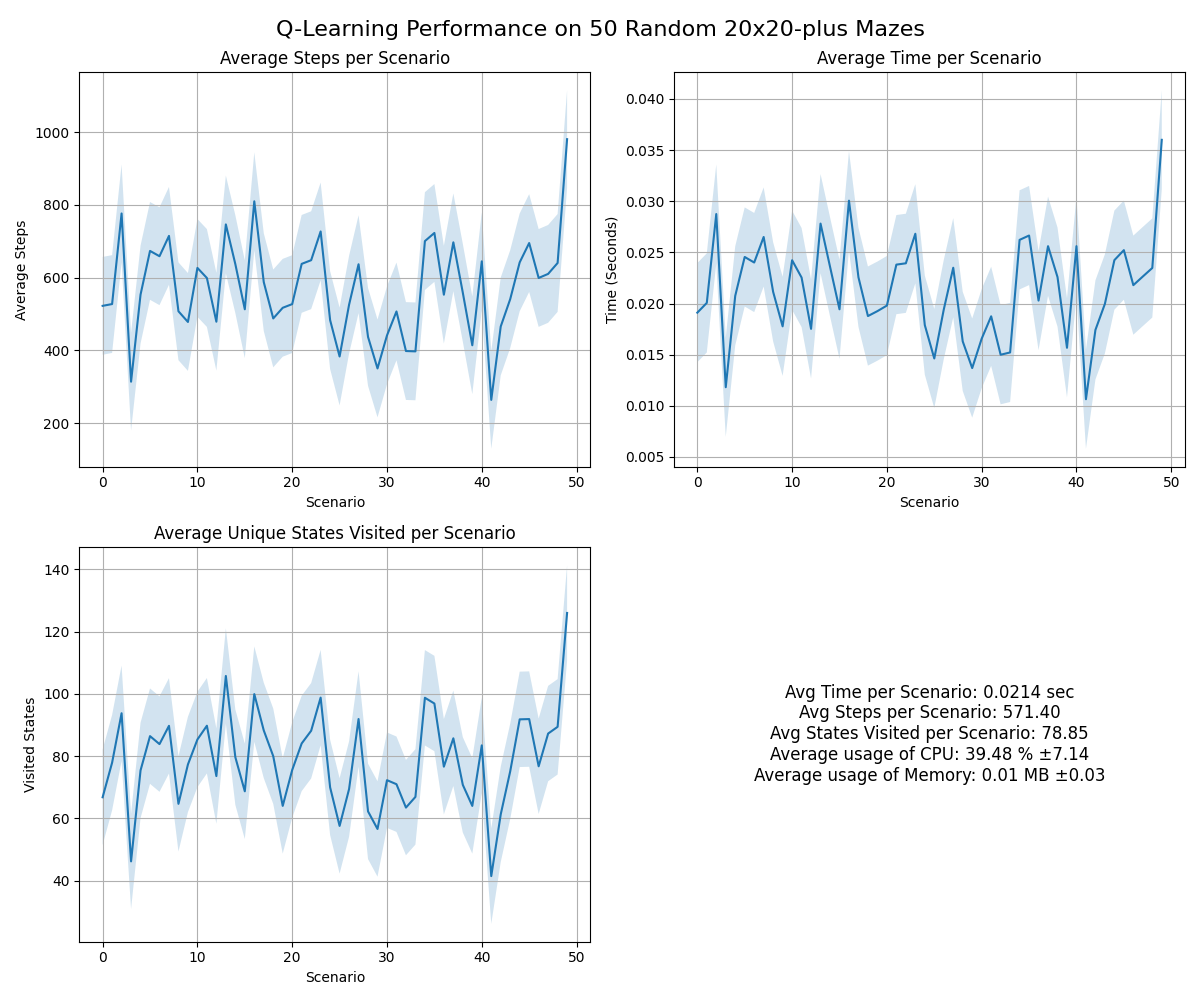 Q-Learning Performance on 50 Random 20x20-plus Mazes
Average Steps per Scenario
Average Steps
1000
800
600
400
200
0 10 20 30 40 50
Scenario
Average Time per Scenario
Time (Seconds)
0.040
0.035
0.030
0.025
0.020
0.015
0.010
0.005
0 10 20 30 40 50
Scenario
Average Unique States Visited per Scenario
Visited States
140
120
100
80
60
40
0 10 20 30 40 50
Scenario
Avg Time per Scenario: 0.0214 sec
Avg Steps per Scenario: 571.40
Avg States Visited per Scenario: 78.85
Average usage of CPU: 39.48 % ±7.14
Average usage of Memory: 0.01 MB ±0.03